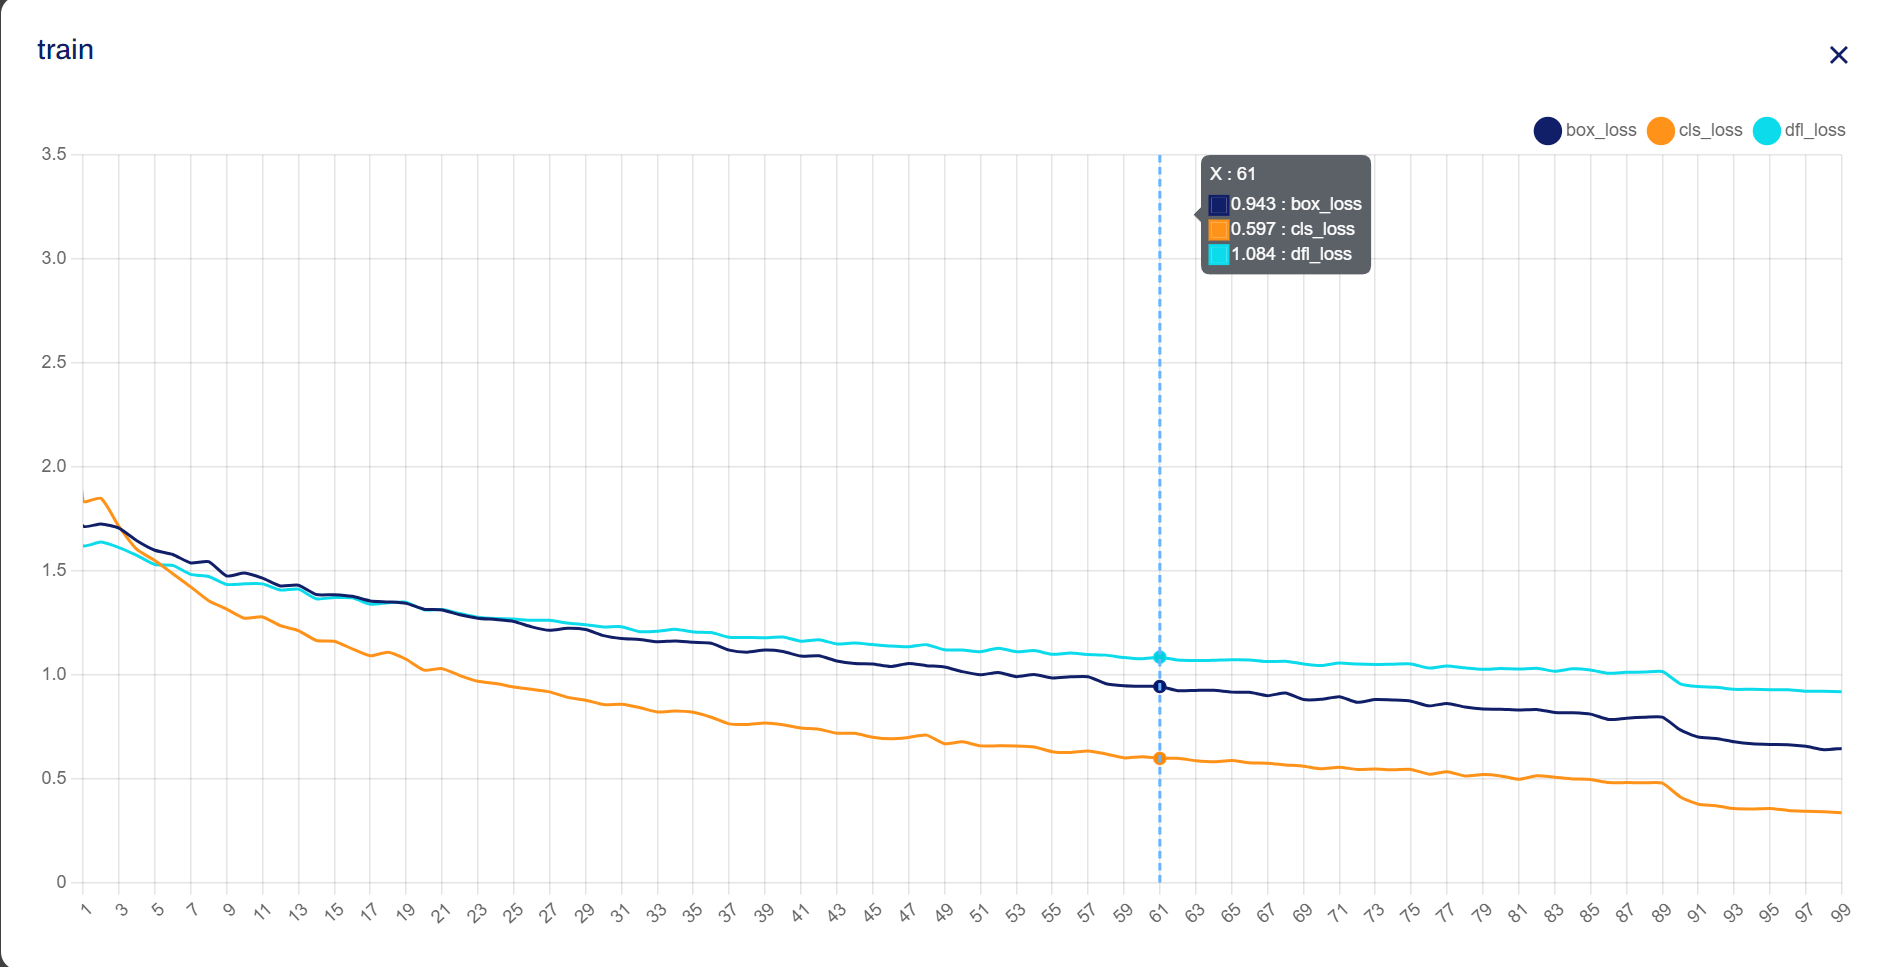 train
box_loss cls_loss dfl_loss
3.5
3.0
2.5
2.0
1.5
1.0
0.5
0
X : 61
0.943 : box_loss
0.597 : cls_loss
1.084 : dfl_loss
1 3 5 7 9 11 13 15 17 19 21 23 25 27 29 31 33 35 37 39 41 43 45 47 49 51 53 55 57 59 61 63 65 67 69 71 73 75 77 79 81 83 85 87 89 91 93 95 97 99